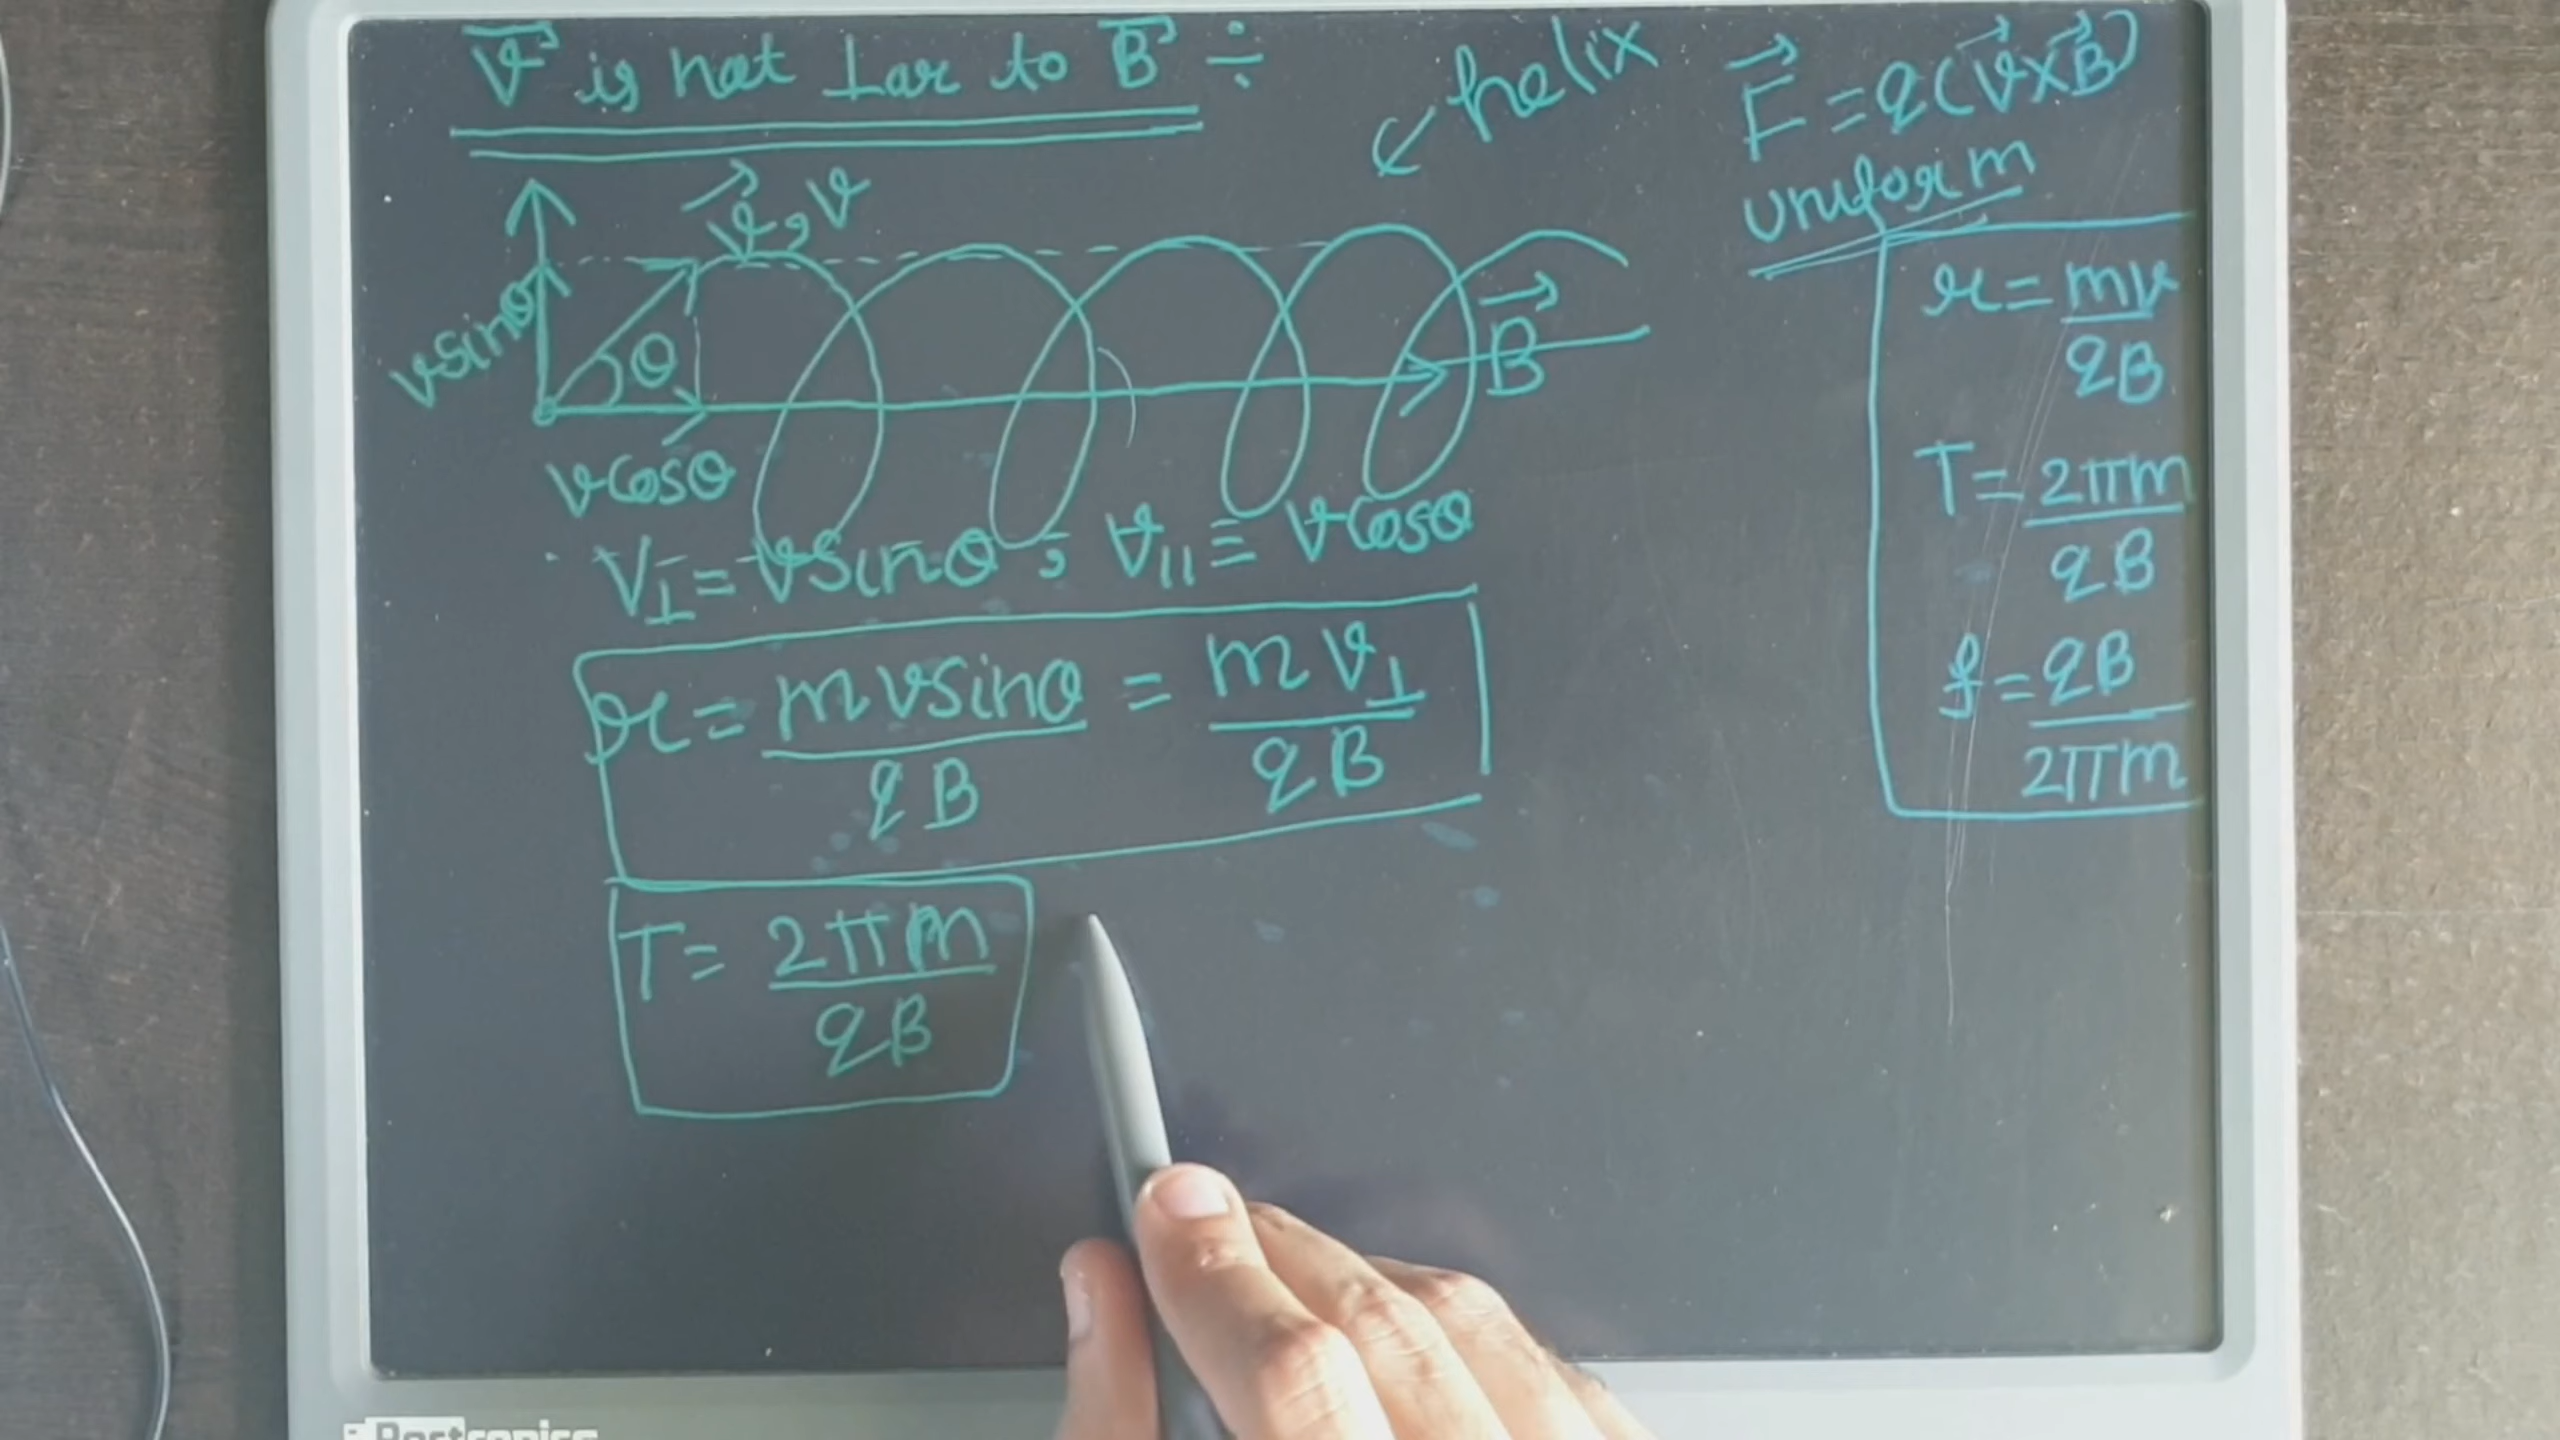 v⃗ is not ⊥ar to B⃗ ÷
helix
F⃗ = q(v⃗×B⃗)
uniform
v⃗, v
vsinθ
θ
B⃗
vcosθ
V⊥ = vsinθ ; v|| = vcosθ
r = mvsinθ/qB = mv⊥/qB
T = 2πm/qB
r = mv/qB
T = 2πm/qB
f = qB/2πm